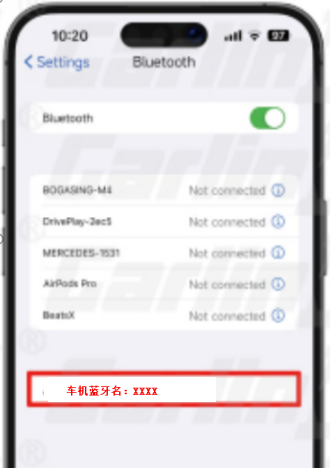 10:20
97
Settings
Bluetooth
Bluetooth
BOGASING-M4 Not connected
DrivePlay-2ec5 Not connected
MERCEDES-1531 Not connected
AirPods Pro Not connected
BeatsX Not connected
车机蓝牙名：XXXX